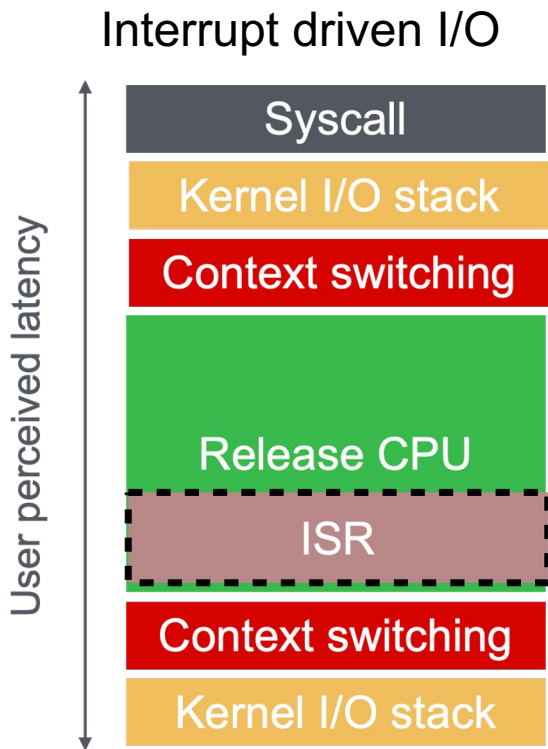 Interrupt driven I/O
User perceived latency
Syscall
Kernel I/O stack
Context switching
Release CPU
ISR
Context switching
Kernel I/O stack